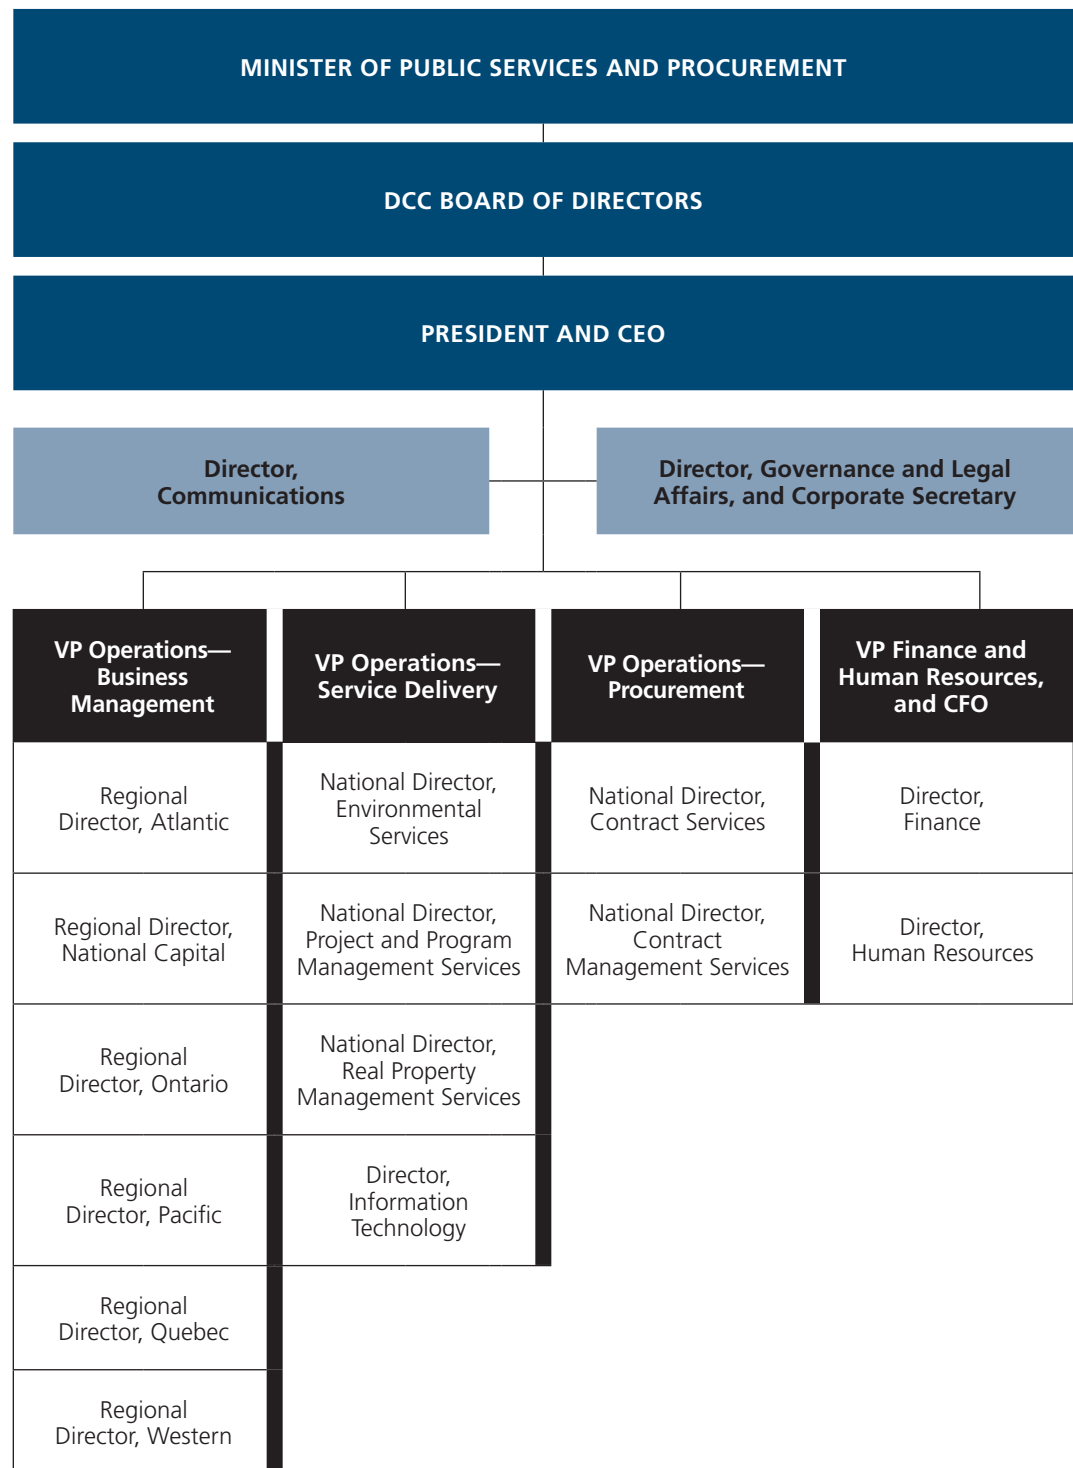 MINISTER OF PUBLIC SERVICES AND PROCUREMENT
DCC BOARD OF DIRECTORS
PRESIDENT AND CEO
Director,
Communications
Director, Governance and Legal
Affairs, and Corporate Secretary
VP Operations—
Business
Management
Regional
Director, Atlantic
Regional Director,
National Capital
Regional
Director, Ontario
Regional
Director, Pacific
Regional
Director, Quebec
Regional
Director, Western
VP Operations—
Service Delivery
National Director,
Environmental
Services
National Director,
Project and Program
Management Services
National Director,
Real Property
Management Services
Director,
Information
Technology
VP Operations—
Procurement
National Director,
Contract Services
National Director,
Contract
Management Services
VP Finance and
Human Resources,
and CFO
Director,
Finance
Director,
Human Resources